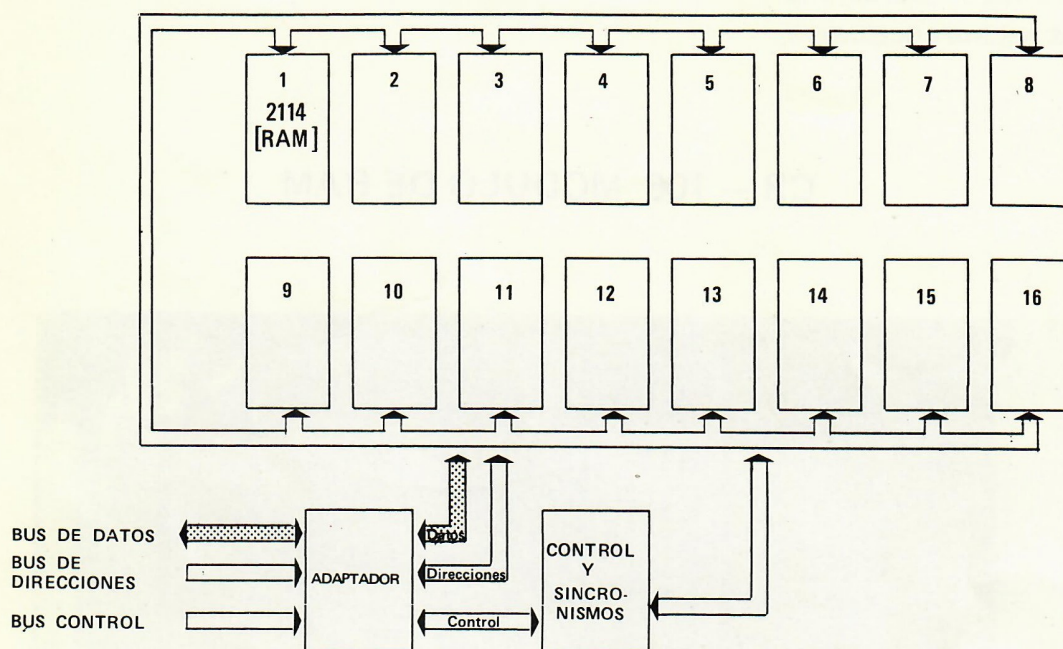 1
2114
[RAM]
2
3
4
5
6
7
8
9
10
11
12
13
14
15
16
BUS DE DATOS
BUS DE
DIRECCIONES
BUS CONTROL
ADAPTADOR
Datos
Direcciones
Control
CONTROL
Y
SINCRO-
NISMOS